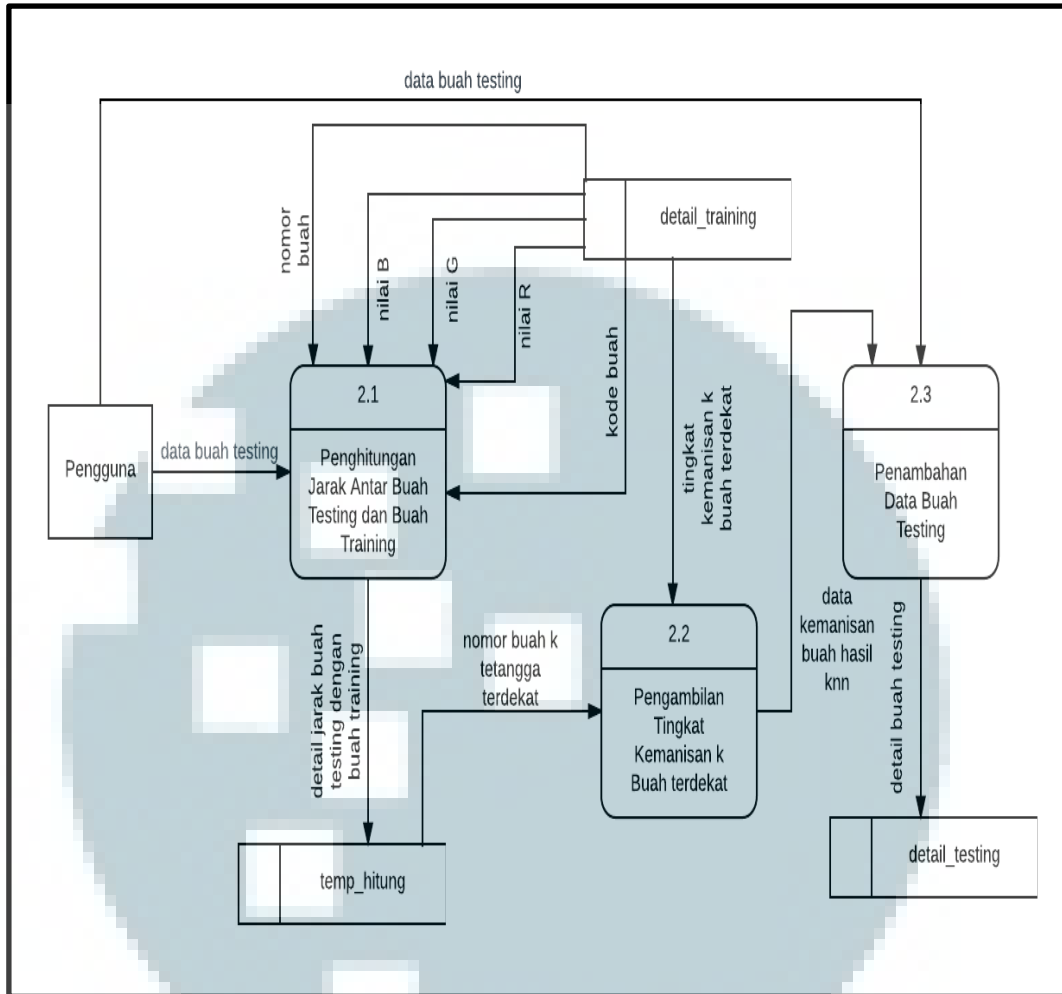 data buah testing
detail_training
nomor
buah
nilai B
nilai G
nilai R
kode buah
tingkat
kemanisan k
buah terdekat
2.1
Penghitungan
Jarak Antar Buah
Testing dan Buah
Training
2.3
Penambahan
Data Buah
Testing
Pengguna
data buah testing
detail jarak buah
testing dengan
buah training
nomor buah k
tetangga
terdekat
2.2
Pengambilan
Tingkat
Kemanisan k
Buah terdekat
data
kemanisan
buah hasil
knn
detail buah testing
temp_hitung
detail_testing